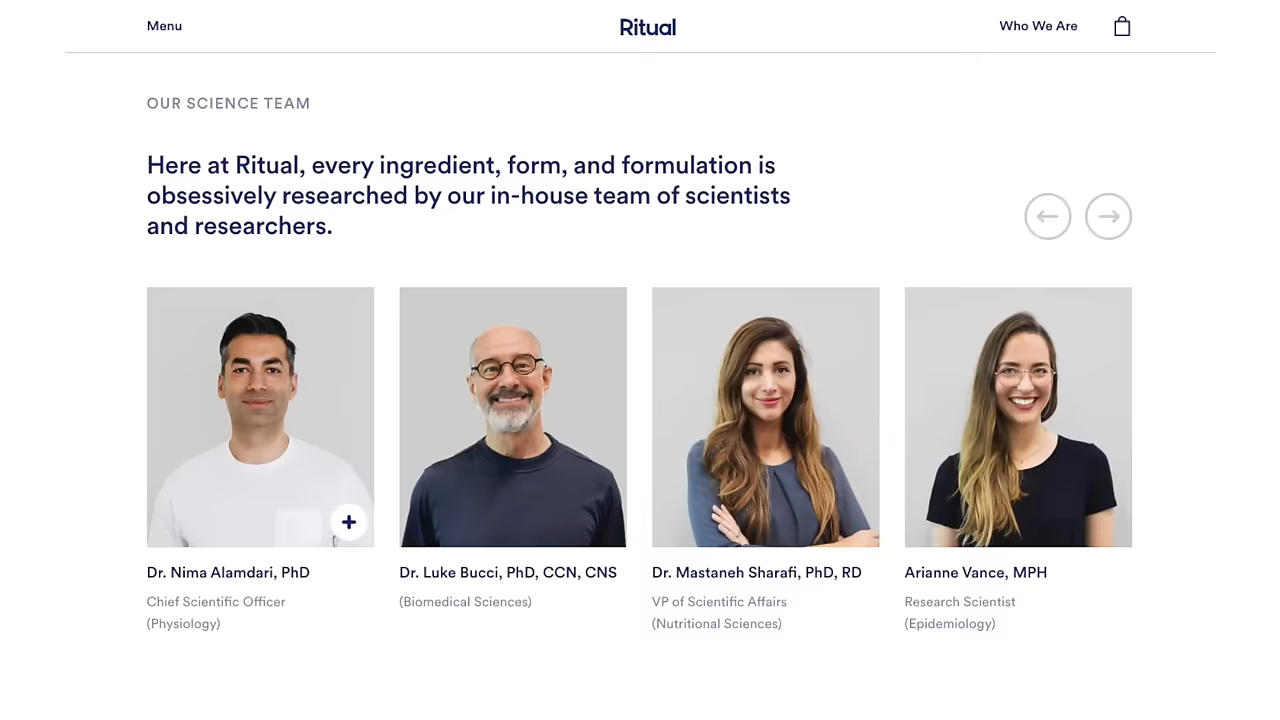 Menu
Ritual
Who We Are
OUR SCIENCE TEAM
Here at Ritual, every ingredient, form, and formulation is
obsessively researched by our in-house team of scientists
and researchers.
Dr. Nima Alamdari, PhD
Chief Scientific Officer
(Physiology)
Dr. Luke Bucci, PhD, CCN, CNS
(Biomedical Sciences)
Dr. Mastaneh Sharafi, PhD, RD
VP of Scientific Affairs
(Nutritional Sciences)
Arianne Vance, MPH
Research Scientist
(Epidemiology)